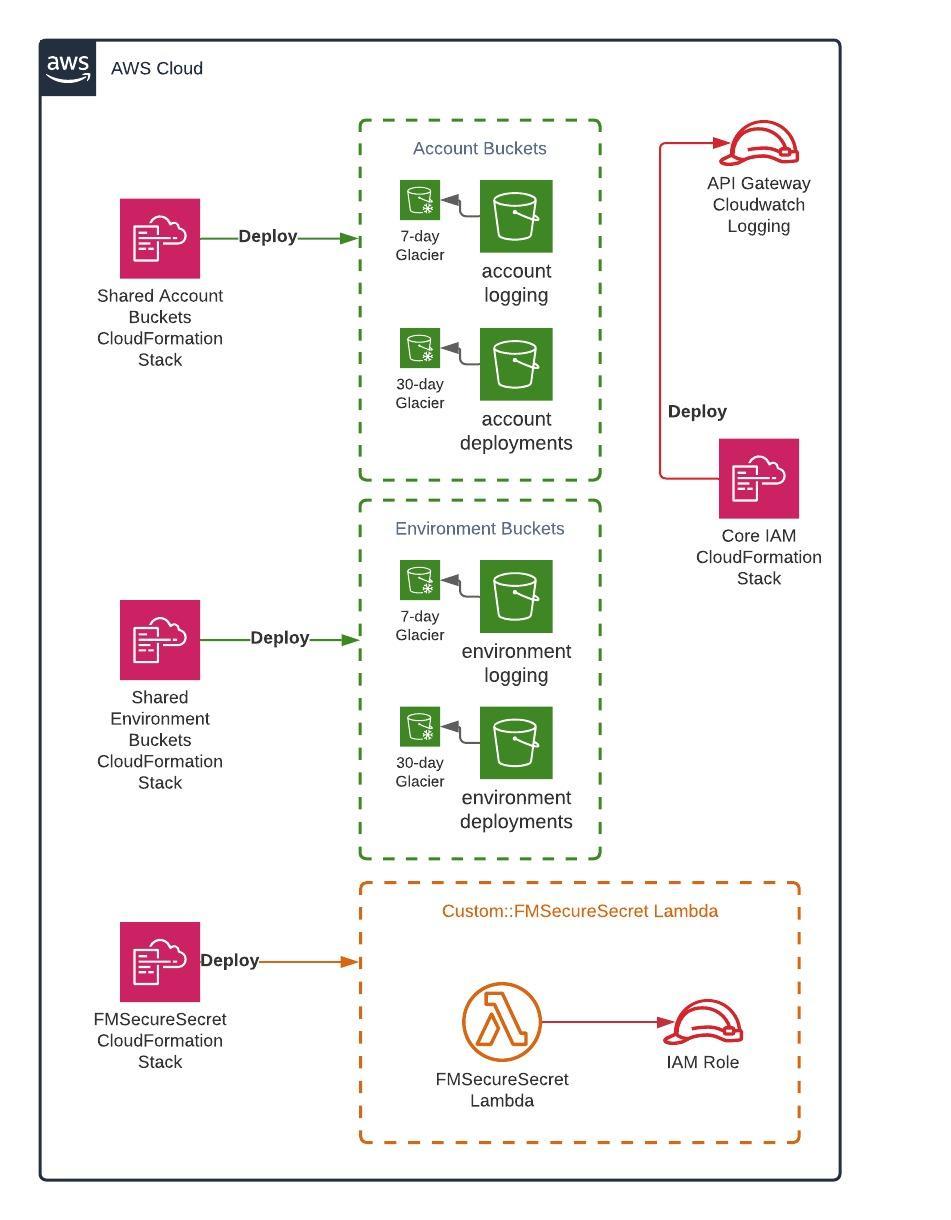 aws
AWS Cloud
Account Buckets
7-day
Glacier
account
logging
30-day
Glacier
account
deployments
Deploy
Shared Account
Buckets
CloudFormation
Stack
API Gateway
Cloudwatch
Logging
Deploy
Core IAM
CloudFormation
Stack
Environment Buckets
7-day
Glacier
environment
logging
30-day
Glacier
environment
deployments
Deploy
Shared
Environment
Buckets
CloudFormation
Stack
Custom::FMSecureSecret Lambda
Deploy
FMSecureSecret
CloudFormation
Stack
FMSecureSecret
Lambda
IAM Role